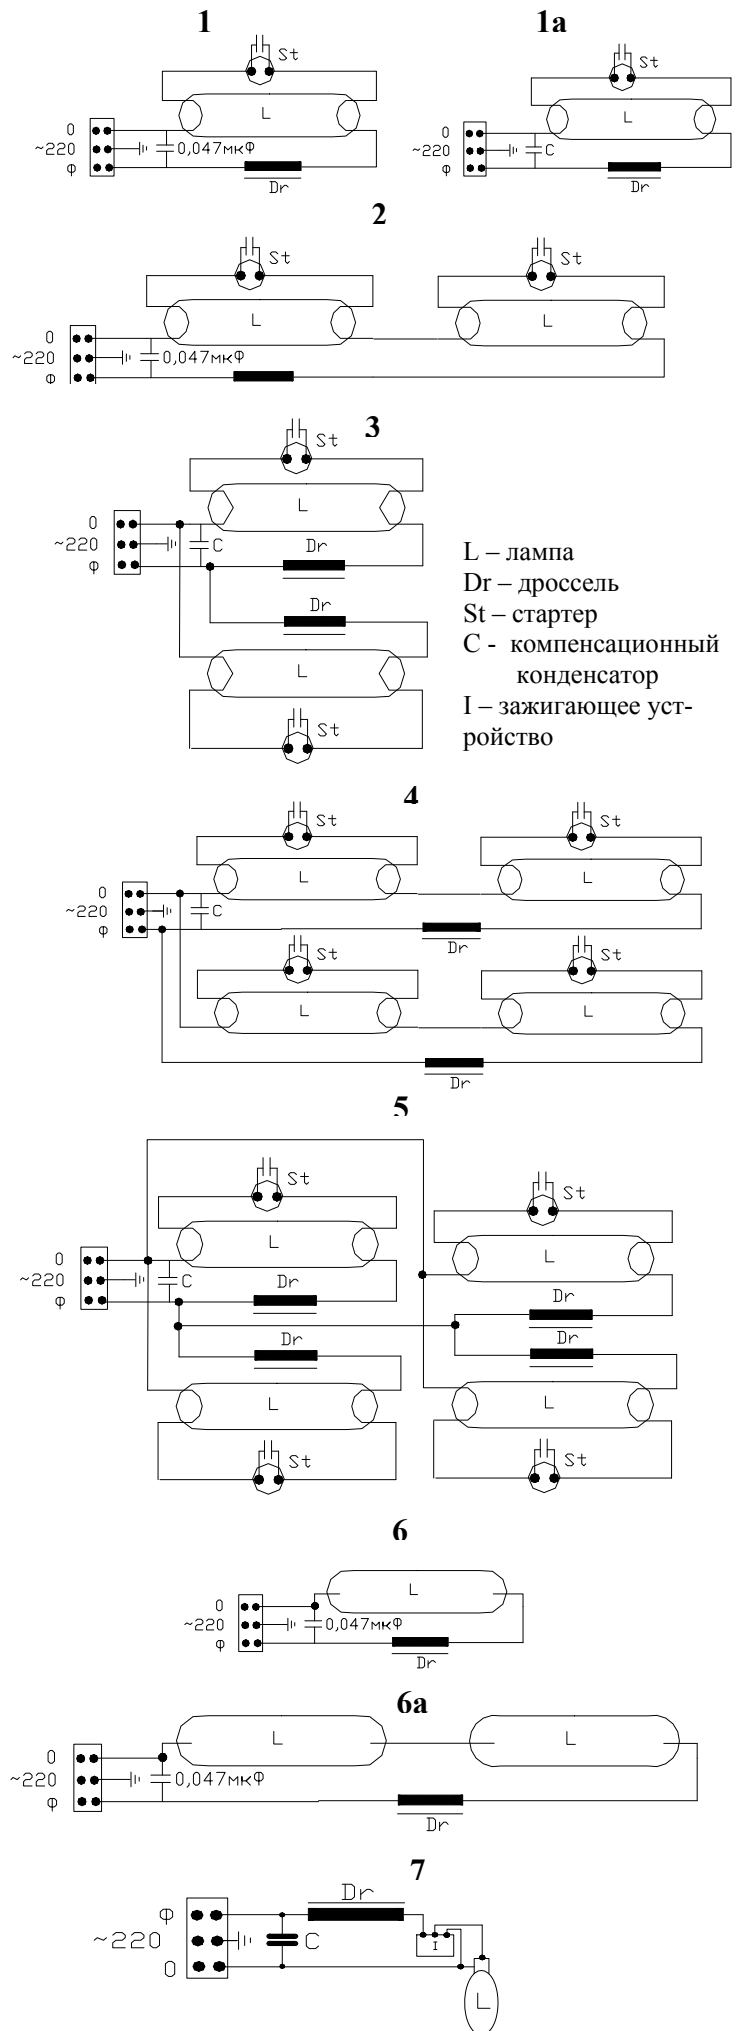 1 1а
St St
L L
0 0
~220 0,047мкФ ~220 C
Ф Ф
Dr Dr
2
St St
L L
0
~220 0,047мкФ
Ф
3
St
L
0
~220 C
Ф
Dr
Dr
L
St
L – лампа
Dr – дроссель
St – стартер
C - компенсационный
конденсатор
I – зажигающее уст-
ройство
4
St St
L L
0
~220 C
Ф
Dr
St St
L L
Dr
5
St St
L L
0
~220 C
Ф
Dr Dr
Dr Dr
L L
St St
6
L
0
~220 0,047мкФ
Ф
Dr
6а
L L
0
~220 0,047мкФ
Ф
Dr
7
Dr
Ф
~220 C I
0
L